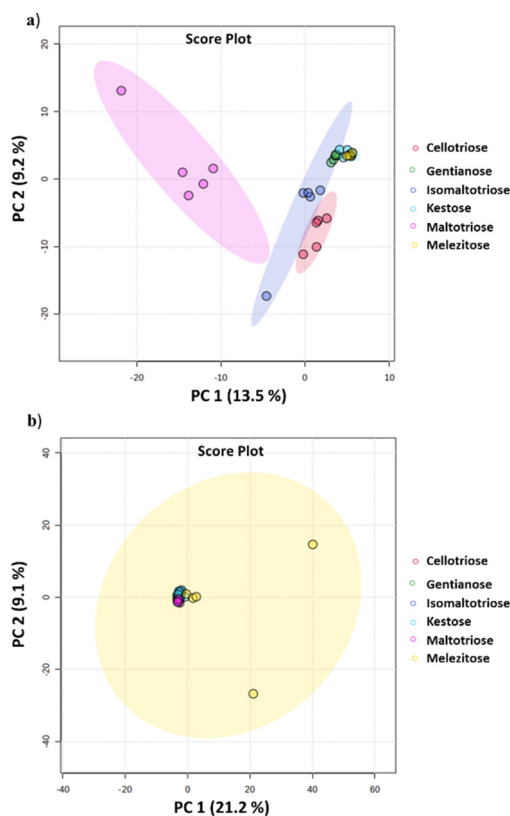 a)
Score Plot
20
10
0
-10
-20
PC 2 (9.2 %)
-20
-10
0
10
PC 1 (13.5 %)
Cellotriose
Gentianose
Isomaltotriose
Kestose
Maltotriose
Melezitose
b)
Score Plot
40
20
0
-20
-40
PC 2 (9.1 %)
-40
-20
0
20
40
60
PC 1 (21.2 %)
Cellotriose
Gentianose
Isomaltotriose
Kestose
Maltotriose
Melezitose